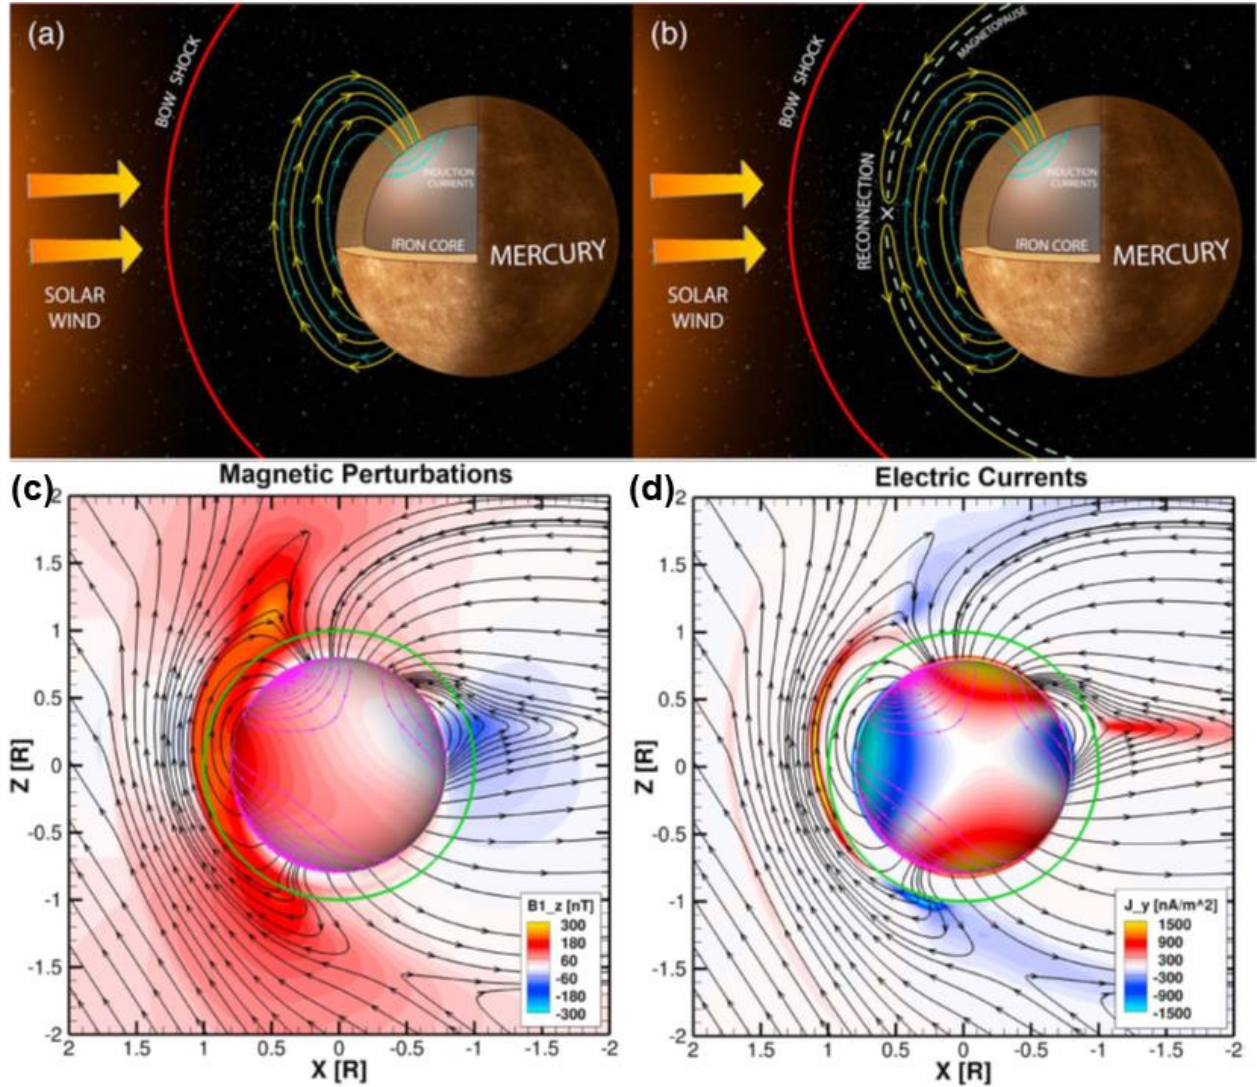 (a)
BOW SHOCK
INDUCTION
CURRENTS
IRON CORE
MERCURY
SOLAR
WIND
(b)
BOW SHOCK
MAGNETOPAUSE
RECONNECTION
X
INDUCTION
CURRENTS
IRON CORE
MERCURY
SOLAR
WIND
(c)
Magnetic Perturbations
2
1.5
1
0.5
0
-0.5
-1
-1.5
-2
Z [R]
2
1.5
1
0.5
0
-0.5
-1
-1.5
-2
X [R]
B1_z [nT]
300
180
60
-60
-180
-300
(d)
Electric Currents
2
1.5
1
0.5
0
-0.5
-1
-1.5
-2
Z [R]
2
1.5
1
0.5
0
-0.5
-1
-1.5
-2
X [R]
J_y [nA/m^2]
1500
900
300
-300
-900
-1500